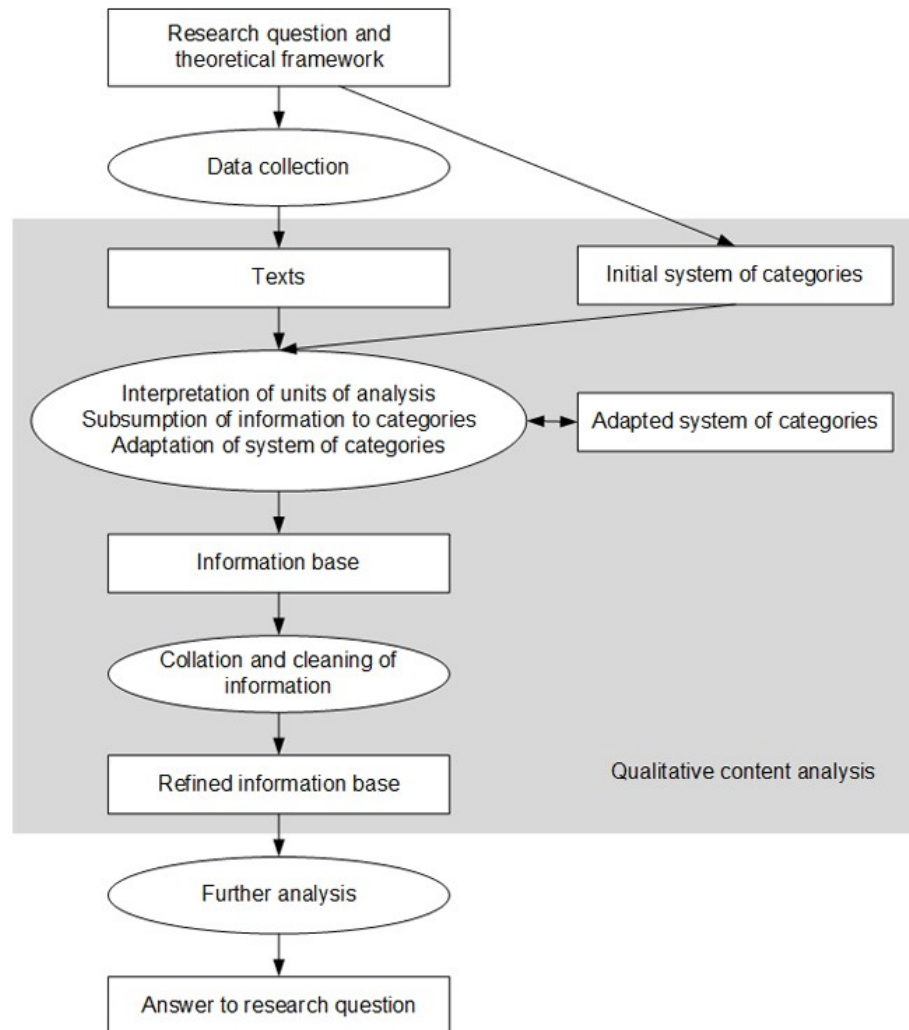 Research question and
theoretical framework
Data collection
Texts
Initial system of categories
Interpretation of units of analysis
Subsumption of information to categories
Adaptation of system of categories
Adapted system of categories
Information base
Collation and cleaning of
information
Refined information base
Qualitative content analysis
Further analysis
Answer to research question